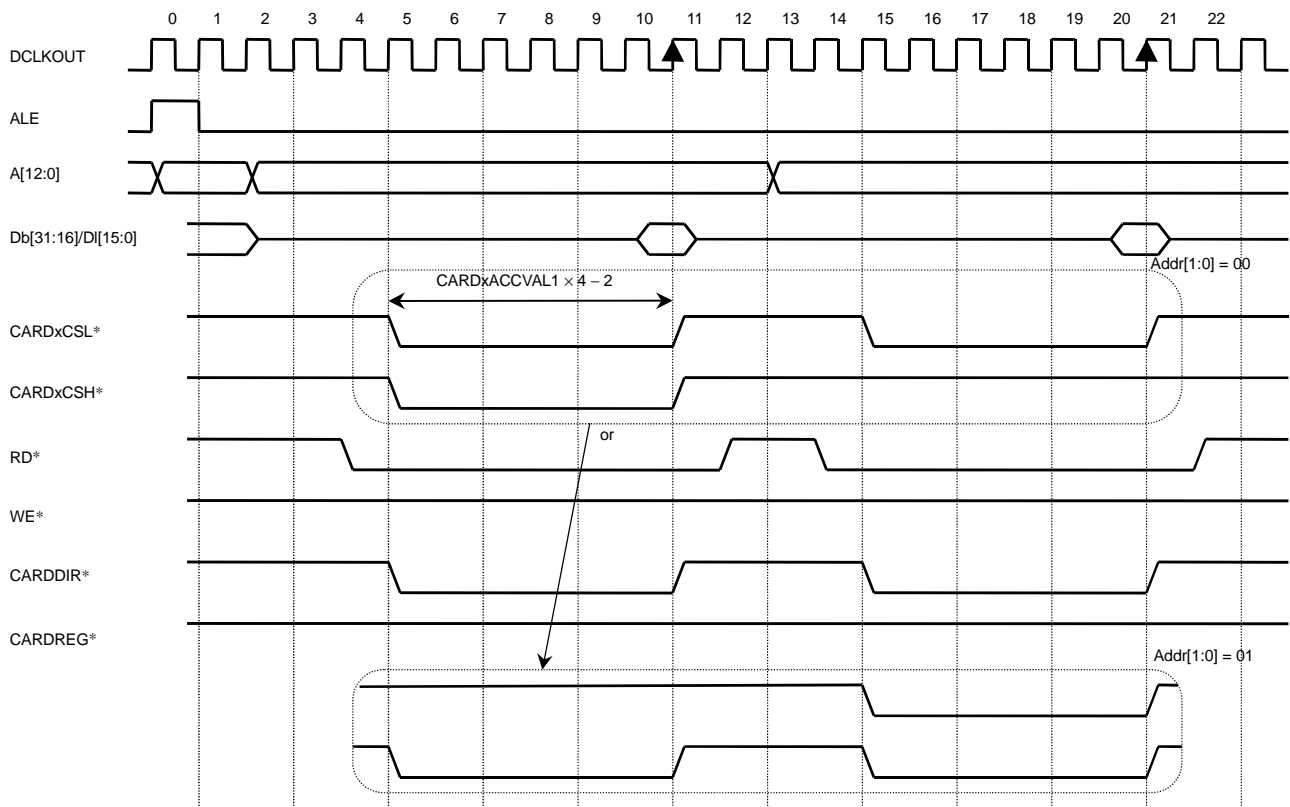 0 1 2 3 4 5 6 7 8 9 10 11 12 13 14 15 16 17 18 19 20 21 22
DCLKOUT
ALE
A[12:0]
Db[31:16]/Dl[15:0]
Addr[1:0] = 00
CARDxACCVAL1 × 4 – 2
CARDxCSL*
CARDxCSH*
or
RD*
WE*
CARDDIR*
CARDREG*
Addr[1:0] = 01